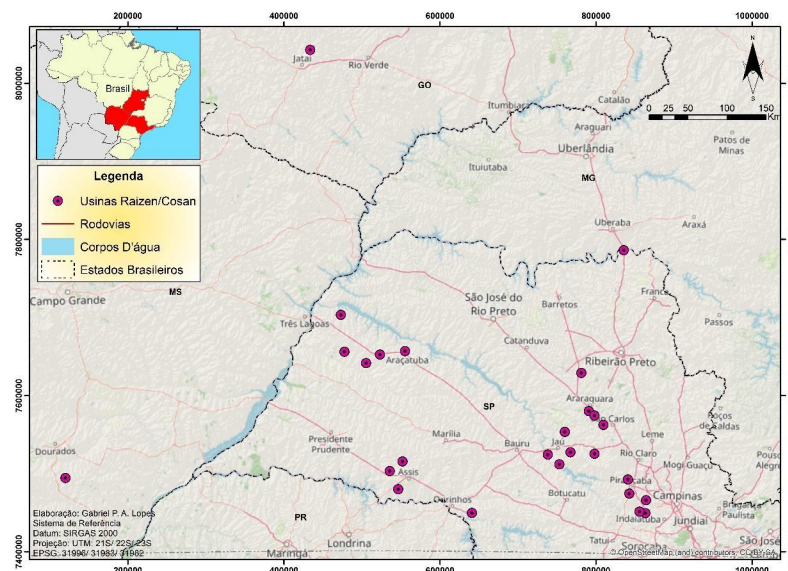 200000 400000 600000 800000 1000000
8000000
7800000
7600000
7400000
Brasil
Legenda
Usinas Raizen/Cosan
Rodovias
Corpos D'água
Estados Brasileiros
N
S
0 25 50 100 150
Km
Jataí
Rio Verde
GO
Itumbiara
Catalão
Araguari
Uberlândia
Patos de
Minas
Ituiutaba
MG
Uberaba
Araxá
Campo Grande
MS
Três Lagoas
São José do
Rio Preto
Barretos
Franca
Passos
Catanduva
Ribeirão Preto
Araçatuba
Araraquara
SP
Carlos
Poços
de Caldas
Presidente
Prudente
Marília
Bauru
Jaú
Leme
Rio Claro
Mogi Guaçu
Pouso
Alegre
Dourados
Assis
Piracicaba
Botucatu
Campinas
Ourinhos
Bragança
Paulista
Indaiatuba
Jundiaí
PR
Londrina
Maringá
Tatuí
Sorocaba
São José
Elaboração: Gabriel P. A. Lopes
Sistema de Referência
Datum: SIRGAS 2000
Projeção: UTM: 21S/ 22S/ 23S
EPSG: 31996/ 31983/ 31982
© OpenStreetMap (and) contributors, CC-BY-SA
200000 400000 600000 800000 1000000